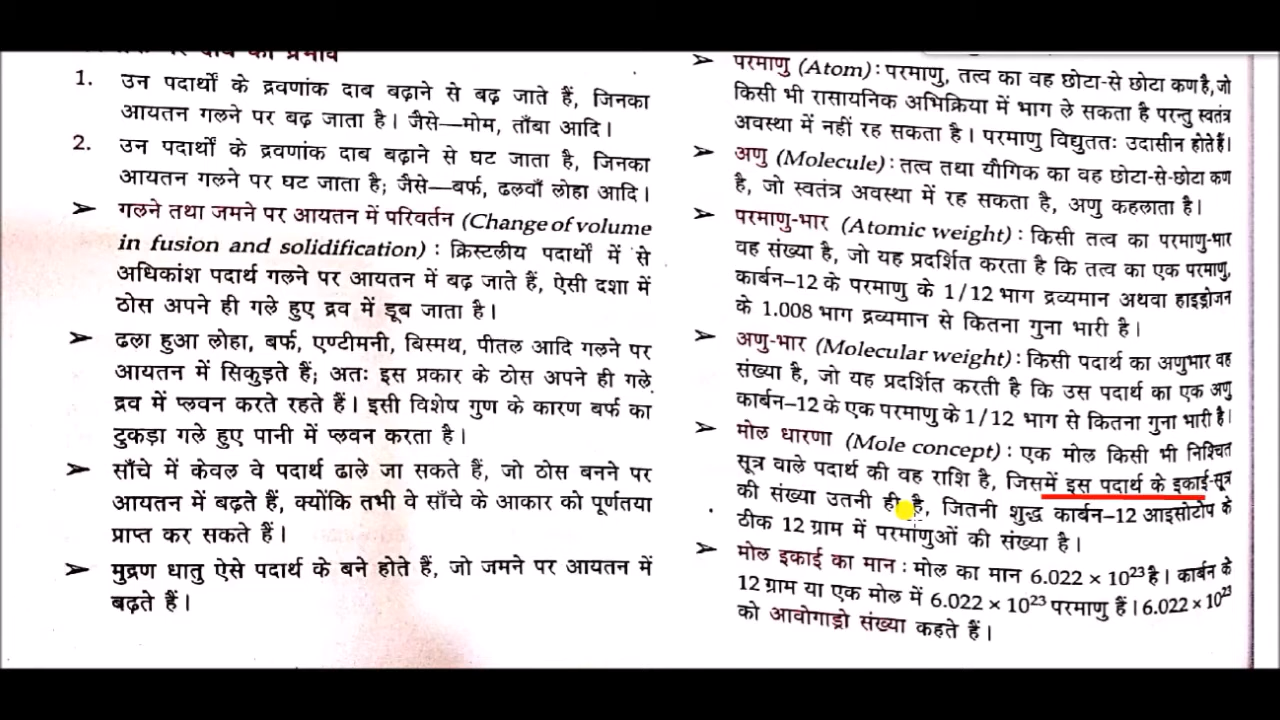 1. उन पदार्थों के द्रवणांक दाब बढ़ाने से बढ़ जाते हैं, जिनका
आयतन गलने पर बढ़ जाता है। जैसे—मोम, ताँबा आदि।
2. उन पदार्थों के द्रवणांक दाब बढ़ाने से घट जाता है, जिनका
आयतन गलने पर घट जाता है; जैसे—बर्फ, ढलवाँ लोहा आदि।
➤ गलने तथा जमने पर आयतन में परिवर्तन (Change of volume
in fusion and solidification) : क्रिस्टलीय पदार्थों में से
अधिकांश पदार्थ गलने पर आयतन में बढ़ जाते हैं, ऐसी दशा में
ठोस अपने ही गले हुए द्रव में डूब जाता है।
➤ ढला हुआ लोहा, बर्फ, एण्टीमनी, बिस्मथ, पीतल आदि गलने पर
आयतन में सिकुड़ते हैं; अतः इस प्रकार के ठोस अपने ही गले
द्रव में प्लवन करते रहते हैं। इसी विशेष गुण के कारण बर्फ का
टुकड़ा गले हुए पानी में प्लवन करता है।
➤ साँचे में केवल वे पदार्थ ढाले जा सकते हैं, जो ठोस बनने पर
आयतन में बढ़ते हैं, क्योंकि तभी वे साँचे के आकार को पूर्णतया
प्राप्त कर सकते हैं।
➤ मुद्रण धातु ऐसे पदार्थ के बने होते हैं, जो जमने पर आयतन में
बढ़ते हैं।
➤ परमाणु (Atom) : परमाणु, तत्व का वह छोटा-से छोटा कण है, जो
किसी भी रासायनिक अभिक्रिया में भाग ले सकता है परन्तु स्वतंत्र
अवस्था में नहीं रह सकता है। परमाणु विद्युततः उदासीन होते हैं।
➤ अणु (Molecule) : तत्व तथा यौगिक का वह छोटा-से-छोटा कण
है, जो स्वतंत्र अवस्था में रह सकता है, अणु कहलाता है।
➤ परमाणु-भार (Atomic weight) : किसी तत्व का परमाणु-भार
वह संख्या है, जो यह प्रदर्शित करता है कि तत्व का एक परमाणु,
कार्बन–12 के परमाणु के 1/12 भाग द्रव्यमान अथवा हाइड्रोजन
के 1.008 भाग द्रव्यमान से कितना गुना भारी है।
➤ अणु-भार (Molecular weight) : किसी पदार्थ का अणुभार वह
संख्या है, जो यह प्रदर्शित करती है कि उस पदार्थ का एक अणु
कार्बन–12 के एक परमाणु के 1/12 भाग से कितना गुना भारी है।
➤ मोल धारणा (Mole concept) : एक मोल किसी भी निश्चित
सूत्र वाले पदार्थ की वह राशि है, जिसमें इस पदार्थ के इकाई-सूत्र
की संख्या उतनी ही है, जितनी शुद्ध कार्बन–12 आइसोटोप के
ठीक 12 ग्राम में परमाणुओं की संख्या है।
➤ मोल इकाई का मान : मोल का मान 6.022 × 10²³ है। कार्बन के
12 ग्राम या एक मोल में 6.022 × 10²³ परमाणु हैं। 6.022 × 10²³
को आवोगाड्रो संख्या कहते हैं।